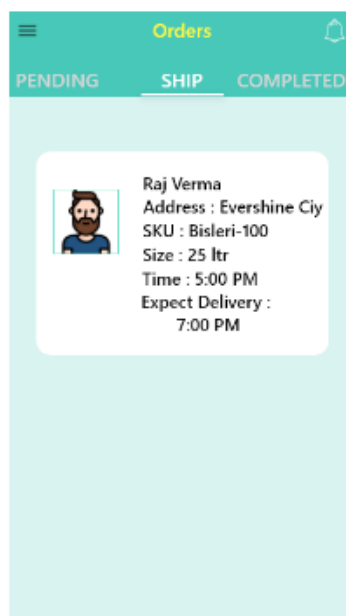 Orders
PENDING SHIP COMPLETED
Raj Verma
Address : Evershine Ciy
SKU : Bisleri-100
Size : 25 ltr
Time : 5:00 PM
Expect Delivery :
7:00 PM